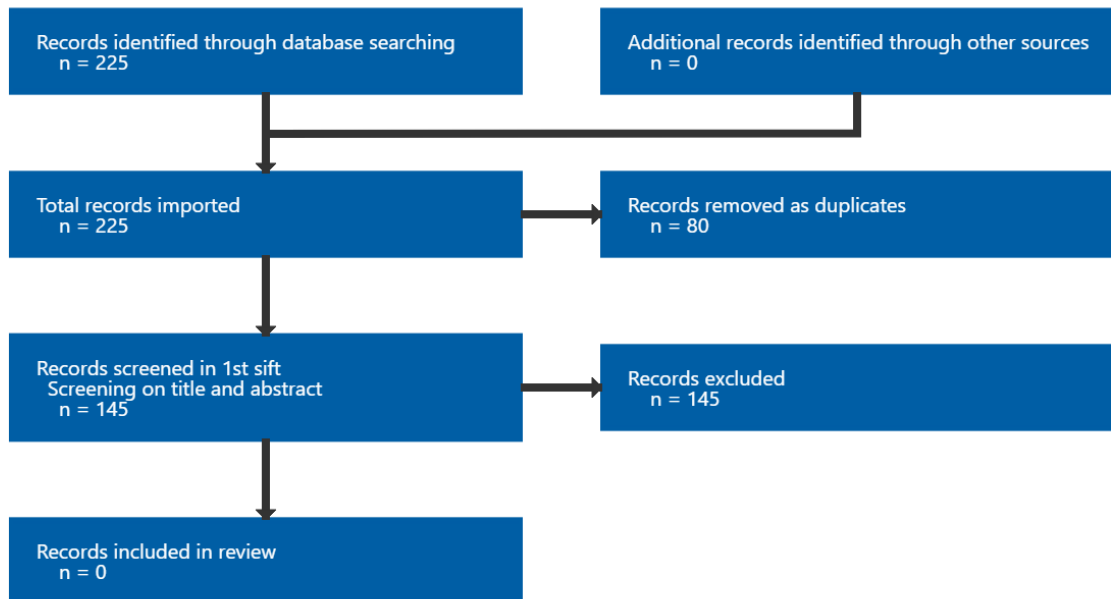 Records identified through database searching
n = 225
Additional records identified through other sources
n = 0
Total records imported
n = 225
Records removed as duplicates
n = 80
Records screened in 1st sift
Screening on title and abstract
n = 145
Records excluded
n = 145
Records included in review
n = 0